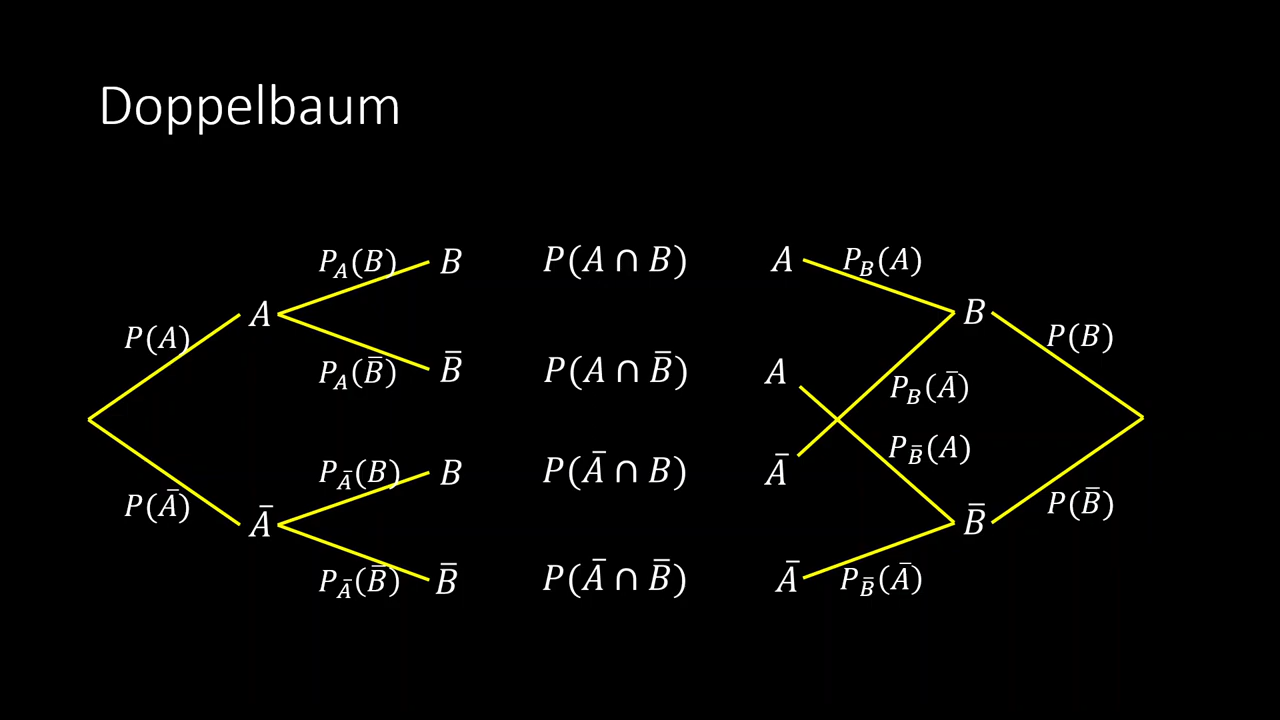 Doppelbaum
P_A(B) B P(A ∩ B) A P_B(A)
A B
P(A) P(B)
P_A(B̄) B̄ P(A ∩ B̄) A P_B(Ā)
P_Ā(B) B P(Ā ∩ B) Ā P_B̄(A)
P(Ā) P(B̄)
Ā B̄
P_Ā(B̄) B̄ P(Ā ∩ B̄) Ā P_B̄(Ā)